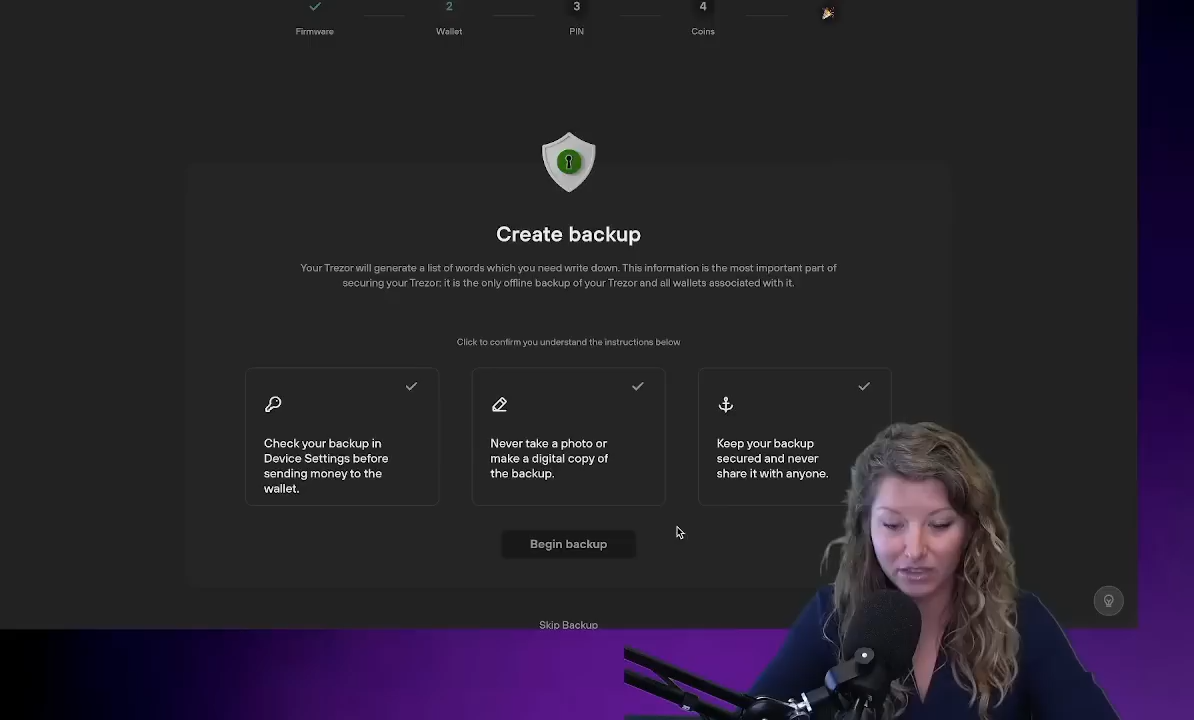 2
3
4
Firmware
Wallet
PIN
Coins
Create backup
Your Trezor will generate a list of words which you need write down. This information is the most important part of
securing your Trezor; it is the only offline backup of your Trezor and all wallets associated with it.
Click to confirm you understand the instructions below
Check your backup in
Device Settings before
sending money to the
wallet.
Never take a photo or
make a digital copy of
the backup.
Keep your backup
secured and never
share it with anyone.
Begin backup
Skip Backup